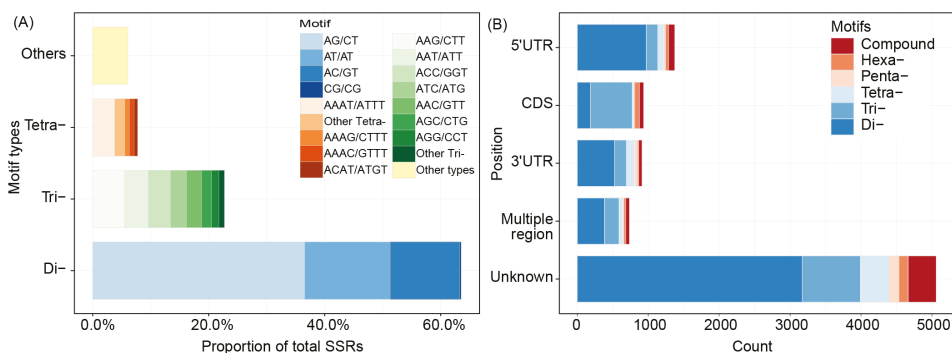 (A)
Motif
AG/CT
AT/AT
AC/GT
CG/CG
AAAT/ATTT
Other Tetra-
AAAG/CTTT
AAAC/GTTT
ACAT/ATGT
AAG/CTT
AAT/ATT
ACC/GGT
ATC/ATG
AAC/GTT
AGC/CTG
AGG/CCT
Other Tri-
Other types
Motif types
Others
Tetra−
Tri−
Di−
0.0%
20.0%
40.0%
60.0%
Proportion of total SSRs
(B)
Motifs
Compound
Hexa−
Penta−
Tetra−
Tri−
Di−
Position
5'UTR
CDS
3'UTR
Multiple
region
Unknown
0
1000
2000
3000
4000
5000
Count